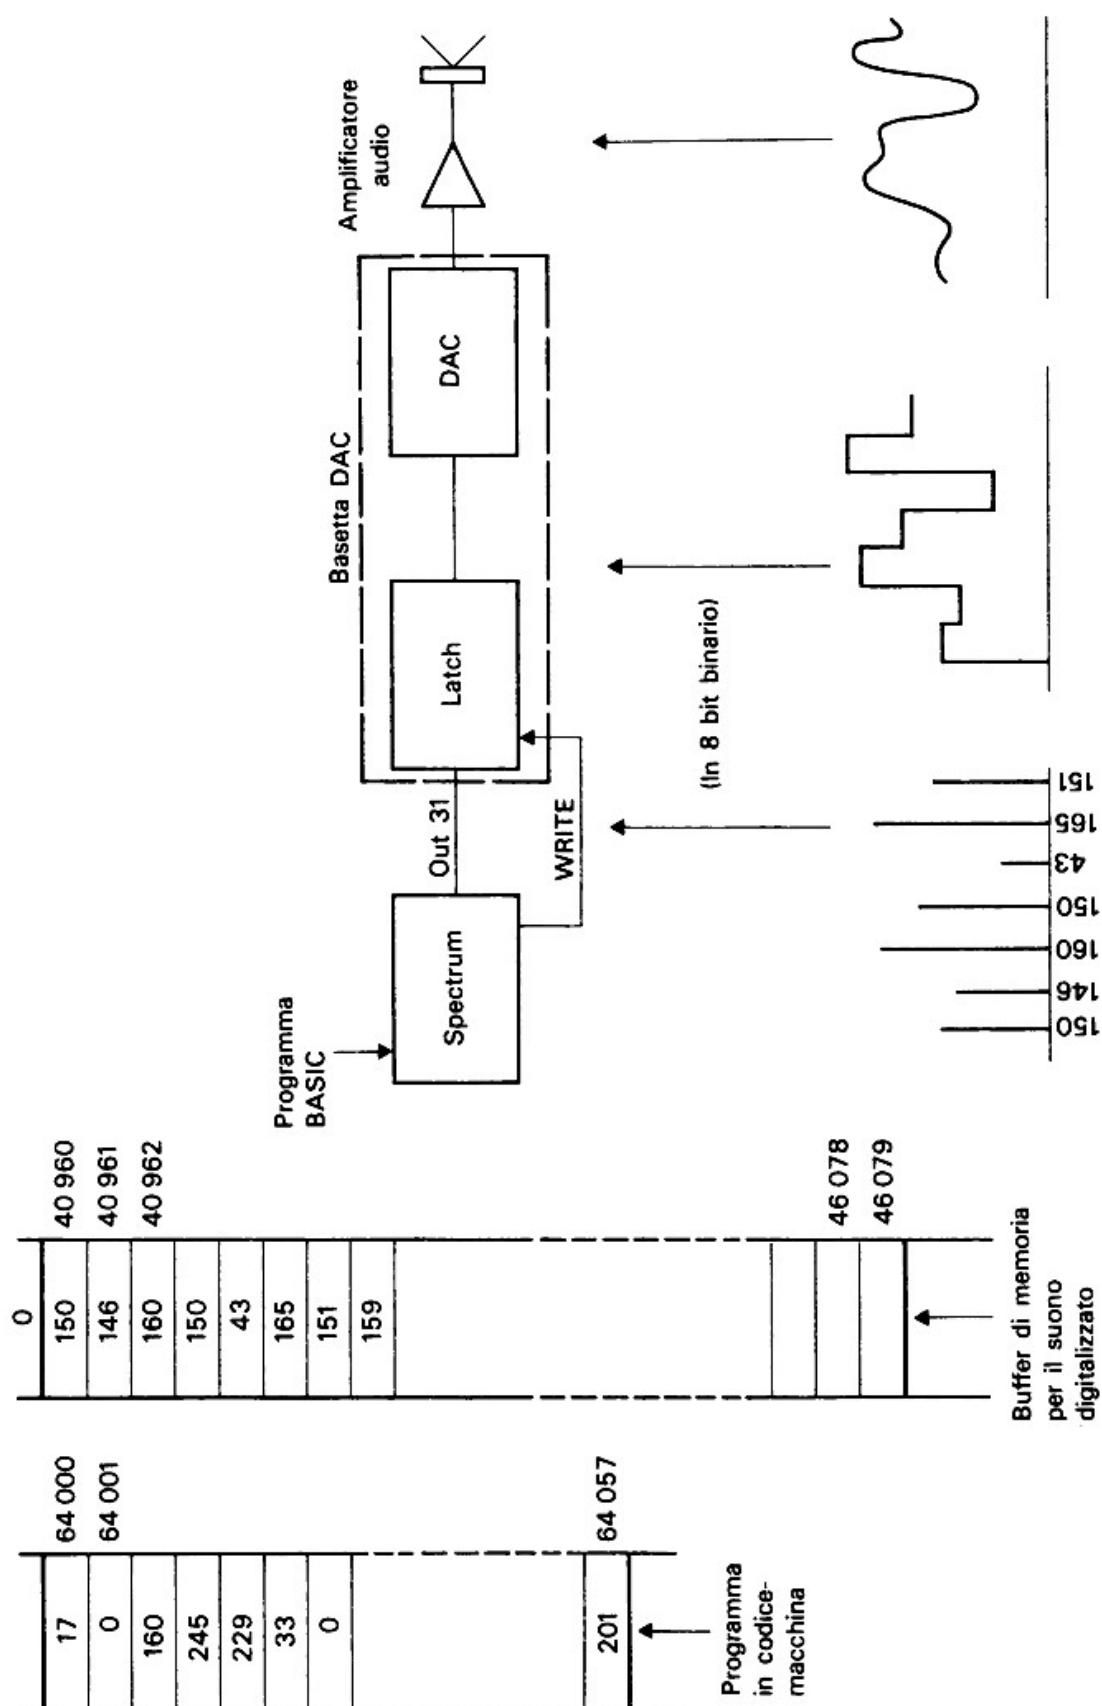 17
0
160
245
229
33
0
201
64 000
64 001
64 057
Programma
in codice-
macchina
0
150
146
160
150
43
165
151
159
40 960
40 961
40 962
46 078
46 079
Buffer di memoria
per il suono
digitalizzato
Programma
BASIC
Spectrum
Out 31
WRITE
Basetta DAC
Latch
DAC
Amplificatore
audio
(In 8 bit binario)
150
146
160
150
43
165
151